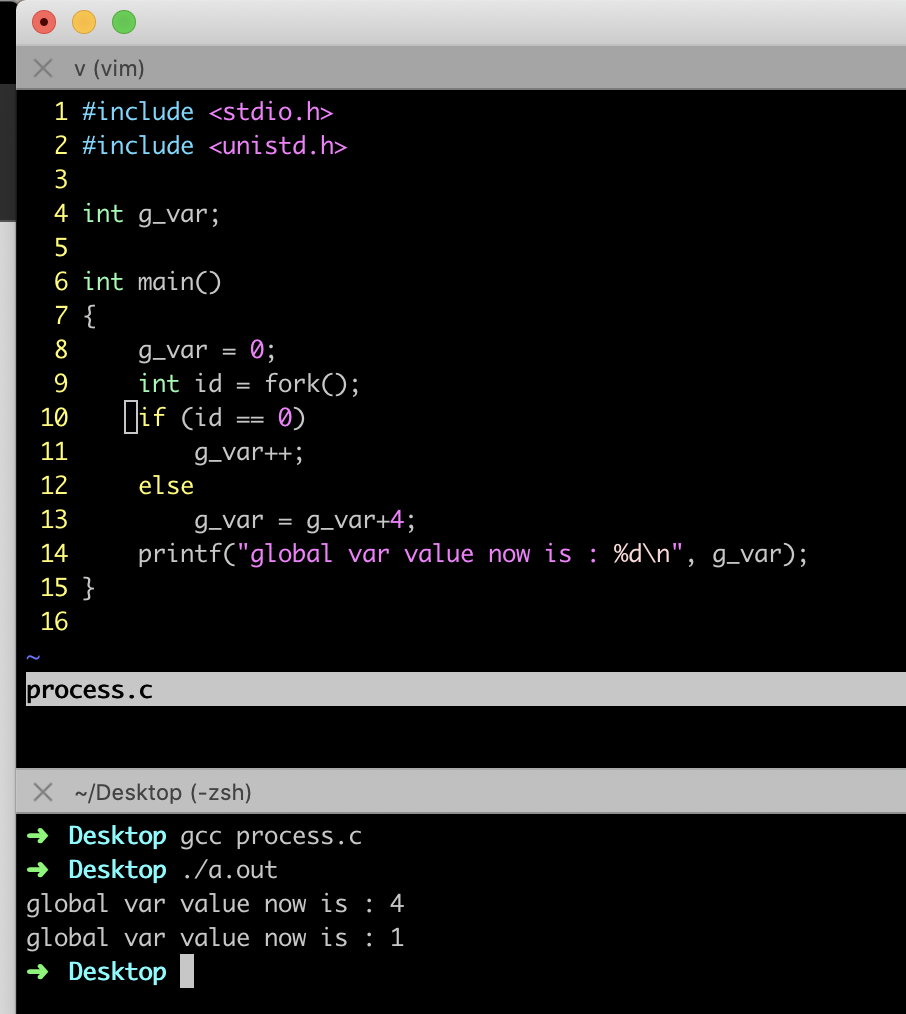 v (vim)
1 #include <stdio.h>
2 #include <unistd.h>
3
4 int g_var;
5
6 int main()
7 {
8     g_var = 0;
9     int id = fork();
10     if (id == 0)
11         g_var++;
12     else
13         g_var = g_var+4;
14     printf("global var value now is : %d\n", g_var);
15 }
16
~
process.c
~/Desktop (-zsh)
➜ Desktop gcc process.c
➜ Desktop ./a.out
global var value now is : 4
global var value now is : 1
➜ Desktop